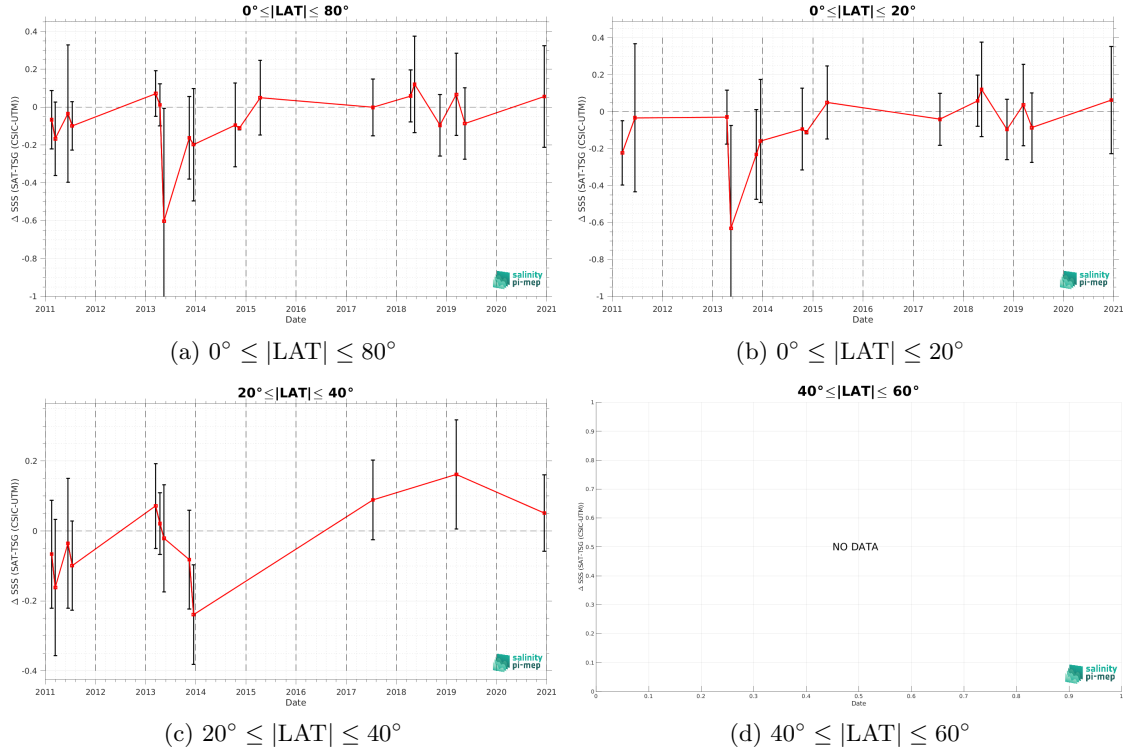 0°≤|LAT|≤ 80°
Δ SSS (SAT-TSG (CSIC-UTM))
0.4
0.2
0
-0.2
-0.4
-0.6
-0.8
-1
2011 2012 2013 2014 2015 2016 2017 2018 2019 2020 2021
Date
salinity
pi-mep
(a) 0° ≤ |LAT| ≤ 80°
0°≤|LAT|≤ 20°
Δ SSS (SAT-TSG (CSIC-UTM))
0.4
0.2
0
-0.2
-0.4
-0.6
-0.8
-1
2011 2012 2013 2014 2015 2016 2017 2018 2019 2020 2021
Date
salinity
pi-mep
(b) 0° ≤ |LAT| ≤ 20°
20°≤|LAT|≤ 40°
Δ SSS (SAT-TSG (CSIC-UTM))
0.2
0
-0.2
-0.4
2011 2012 2013 2014 2015 2016 2017 2018 2019 2020 2021
Date
salinity
pi-mep
(c) 20° ≤ |LAT| ≤ 40°
40°≤|LAT|≤ 60°
Δ SSS (SAT-TSG (CSIC-UTM))
1
0.9
0.8
0.7
0.6
0.5
0.4
0.3
0.2
0.1
0
NO DATA
0 0.1 0.2 0.3 0.4 0.5 0.6 0.7 0.8 0.9 1
Date
salinity
pi-mep
(d) 40° ≤ |LAT| ≤ 60°